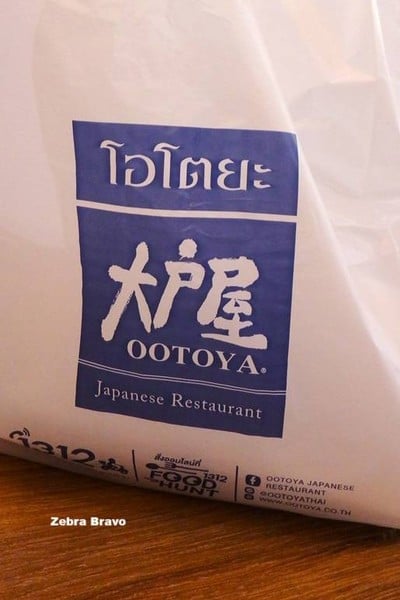 โอโตยะ
大戸屋
OOTOYA®
Japanese Restaurant
1312
สั่งออนไลน์ที่
1312
FOOD HUNT
OOTOYA JAPANESE
RESTAURANT
@OOTOYATHAI
WWW.OOTOYA.CO.TH
Zebra Bravo